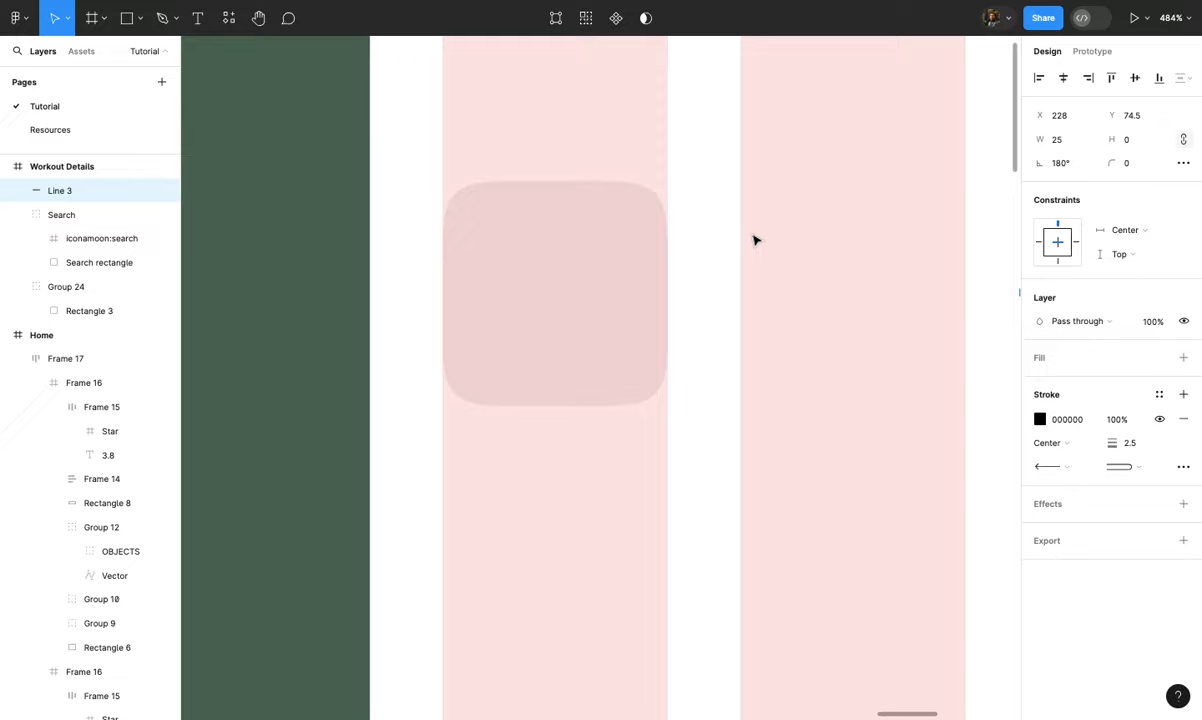 Share
484%
Layers
Assets
Tutorial
Design
Prototype
Pages
Tutorial
Resources
Workout Details
Line 3
Search
iconamoon:search
Search rectangle
Group 24
Rectangle 3
Home
Frame 17
Frame 16
Frame 15
Star
3.8
Frame 14
Rectangle 8
Group 12
OBJECTS
Vector
Group 10
Group 9
Rectangle 6
Frame 16
Frame 15
Star
X 228 Y 74.5
W 25 H 0
180° 0
Constraints
Center
Top
Layer
Pass through 100%
Fill
Stroke
000000 100%
Center 2.5
Effects
Export
?